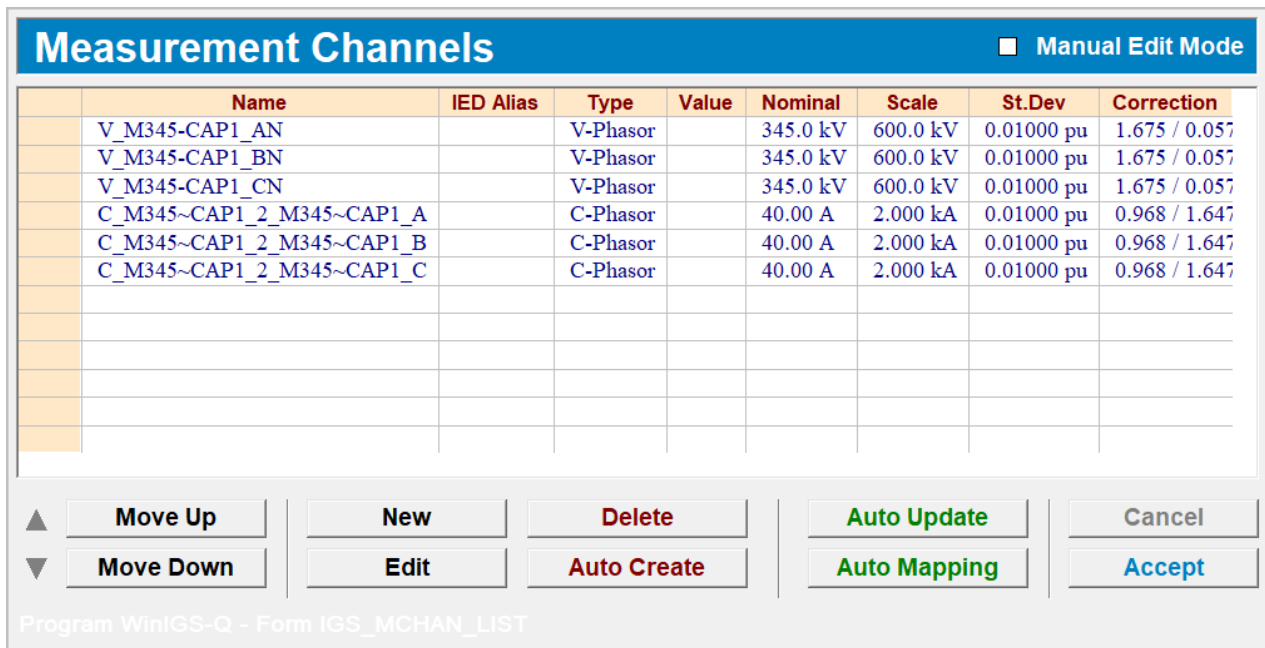 Measurement Channels Manual Edit Mode
Name IED Alias Type Value Nominal Scale St.Dev Correction
V_M345-CAP1_AN V-Phasor 345.0 kV 600.0 kV 0.01000 pu 1.675 / 0.057
V_M345-CAP1_BN V-Phasor 345.0 kV 600.0 kV 0.01000 pu 1.675 / 0.057
V_M345-CAP1_CN V-Phasor 345.0 kV 600.0 kV 0.01000 pu 1.675 / 0.057
C_M345~CAP1_2_M345~CAP1_A C-Phasor 40.00 A 2.000 kA 0.01000 pu 0.968 / 1.647
C_M345~CAP1_2_M345~CAP1_B C-Phasor 40.00 A 2.000 kA 0.01000 pu 0.968 / 1.647
C_M345~CAP1_2_M345~CAP1_C C-Phasor 40.00 A 2.000 kA 0.01000 pu 0.968 / 1.647
Move Up New Delete Auto Update Cancel
Move Down Edit Auto Create Auto Mapping Accept
Program WinIGS-Q - Form IGS_MCHAN_LIST